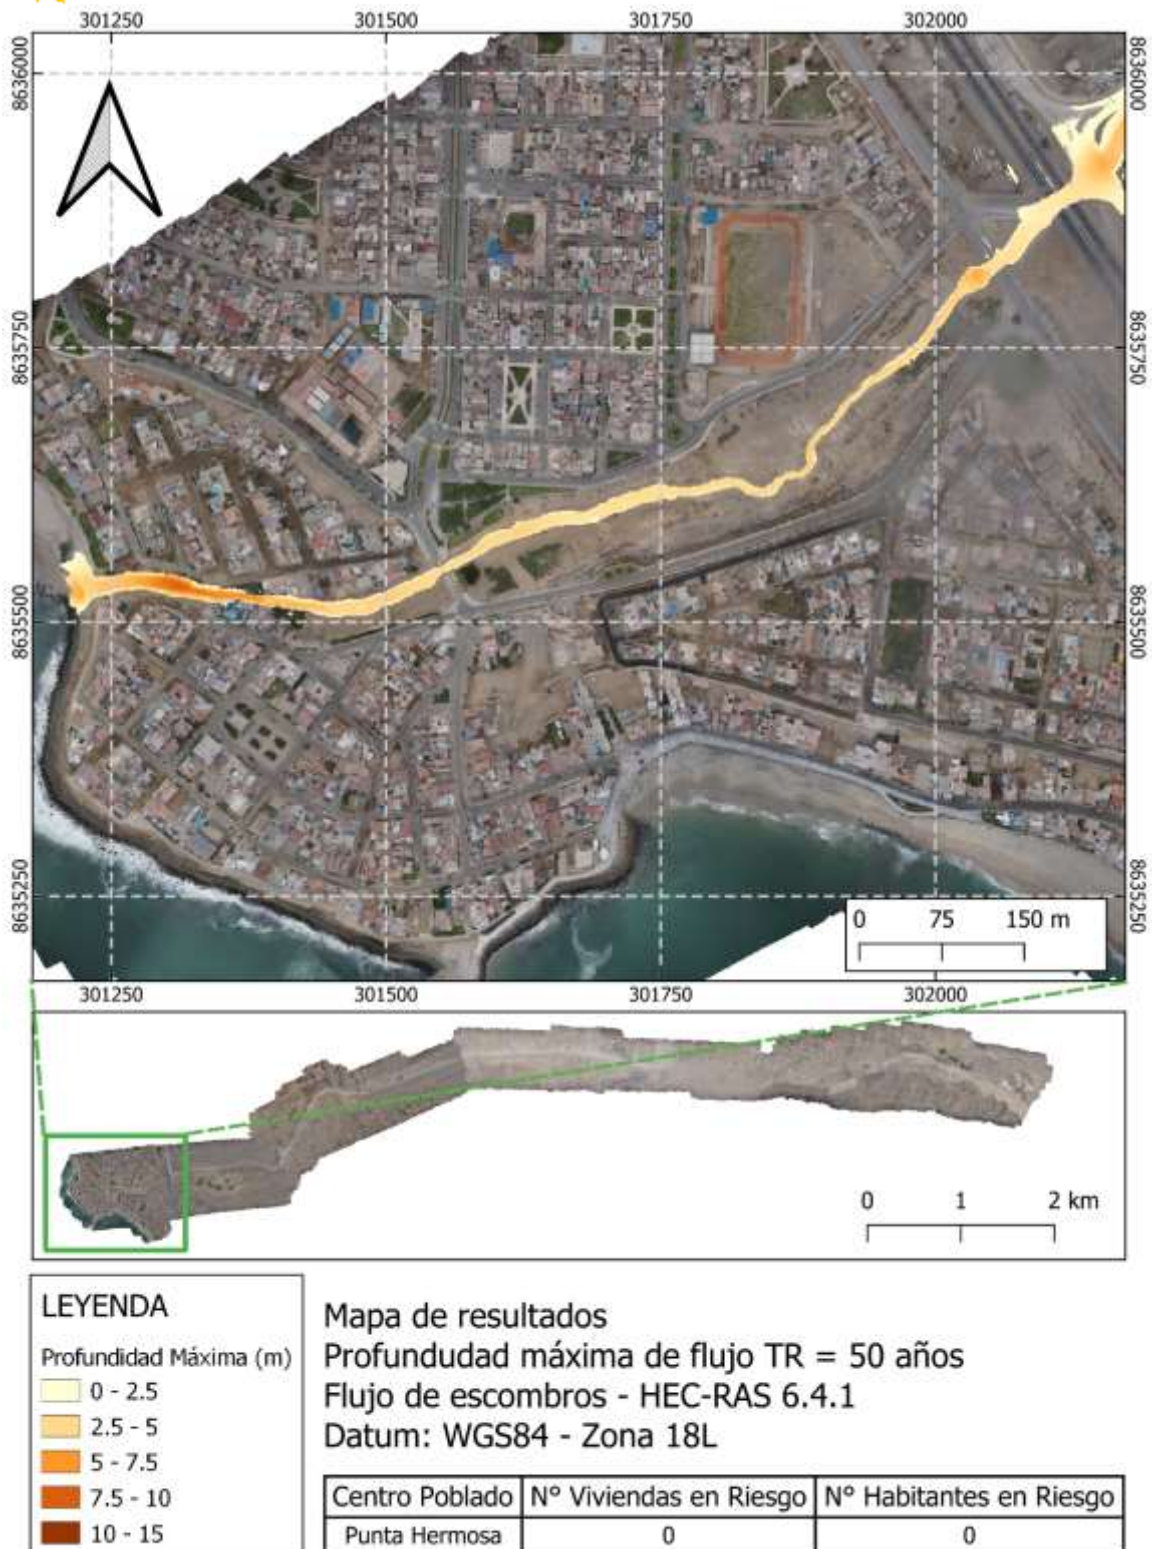 301250 301500 301750 302000
8636000 8636000
8635750 8635750
8635500 8635500
8635250 8635250
0 75 150 m
301250 301500 301750 302000
0 1 2 km
LEYENDA
Profundidad Máxima (m)
0 - 2.5
2.5 - 5
5 - 7.5
7.5 - 10
10 - 15
Mapa de resultados
Profundudad máxima de flujo TR = 50 años
Flujo de escombros - HEC-RAS 6.4.1
Datum: WGS84 - Zona 18L
Centro Poblado N° Viviendas en Riesgo N° Habitantes en Riesgo
Punta Hermosa 0 0